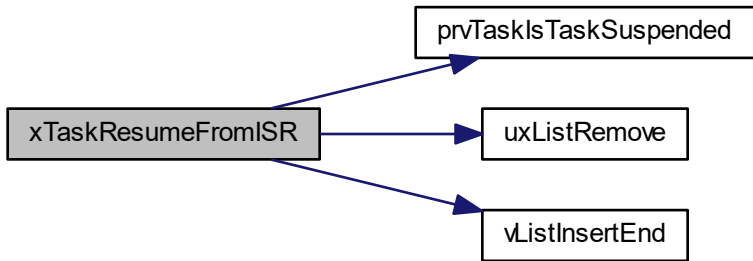 prvTaskIsTaskSuspended
xTaskResumeFromISR
uxListRemove
vListInsertEnd